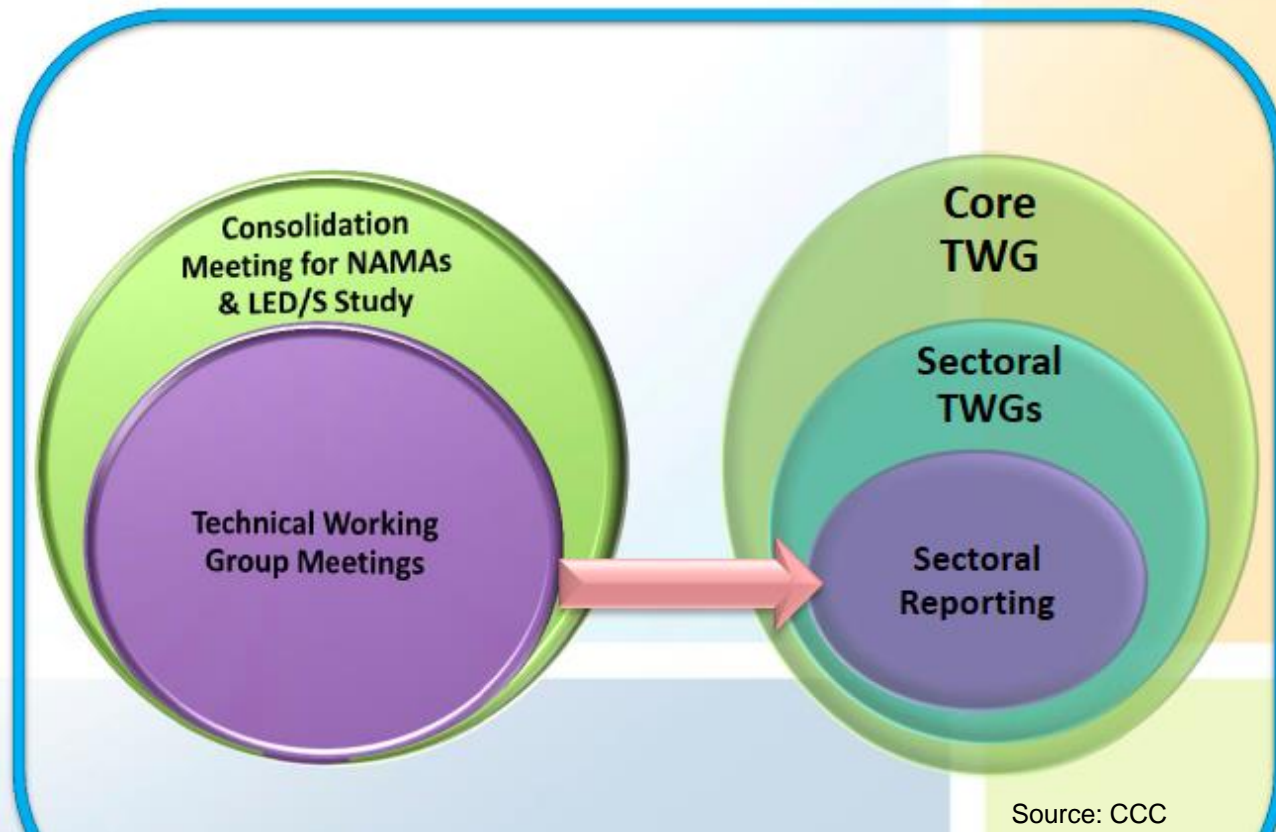 Consolidation
Meeting for NAMAs
& LED/S Study
Technical Working
Group Meetings
Core
TWG
Sectoral
TWGs
Sectoral
Reporting
Source: CCC